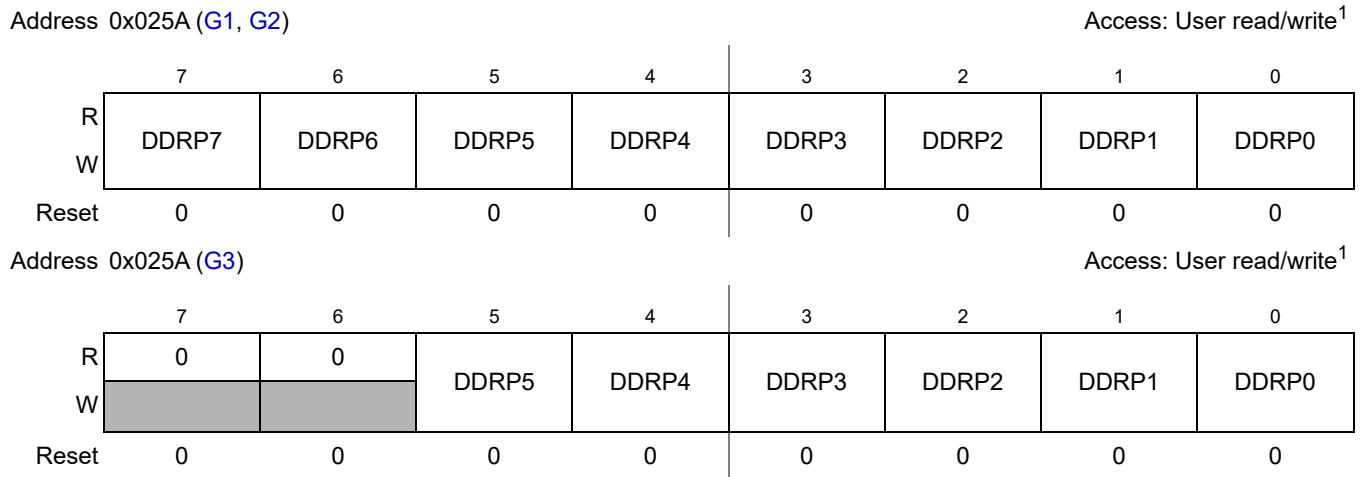 Address 0x025A (G1, G2) Access: User read/write1
7 6 5 4 3 2 1 0
R
DDRP7 DDRP6 DDRP5 DDRP4 DDRP3 DDRP2 DDRP1 DDRP0
W
Reset 0 0 0 0 0 0 0 0
Address 0x025A (G3) Access: User read/write1
7 6 5 4 3 2 1 0
R 0 0
DDRP5 DDRP4 DDRP3 DDRP2 DDRP1 DDRP0
W
Reset 0 0 0 0 0 0 0 0